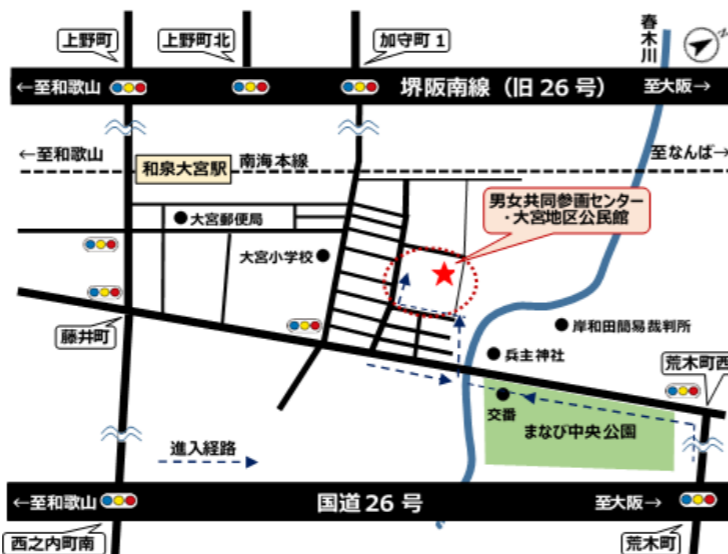 上野町
上野町北
加守町 1
春木川
N
←至和歌山
堺阪南線（旧 26 号）
至大阪→
←至和歌山
和泉大宮駅
南海本線
至なんば→
男女共同参画センター
・大宮地区公民館
大宮郵便局
大宮小学校
藤井町
岸和田簡易裁判所
兵主神社
荒木町西
交番
まなび中央公園
進入経路
←至和歌山
国道 26 号
至大阪→
西之内町南
荒木町